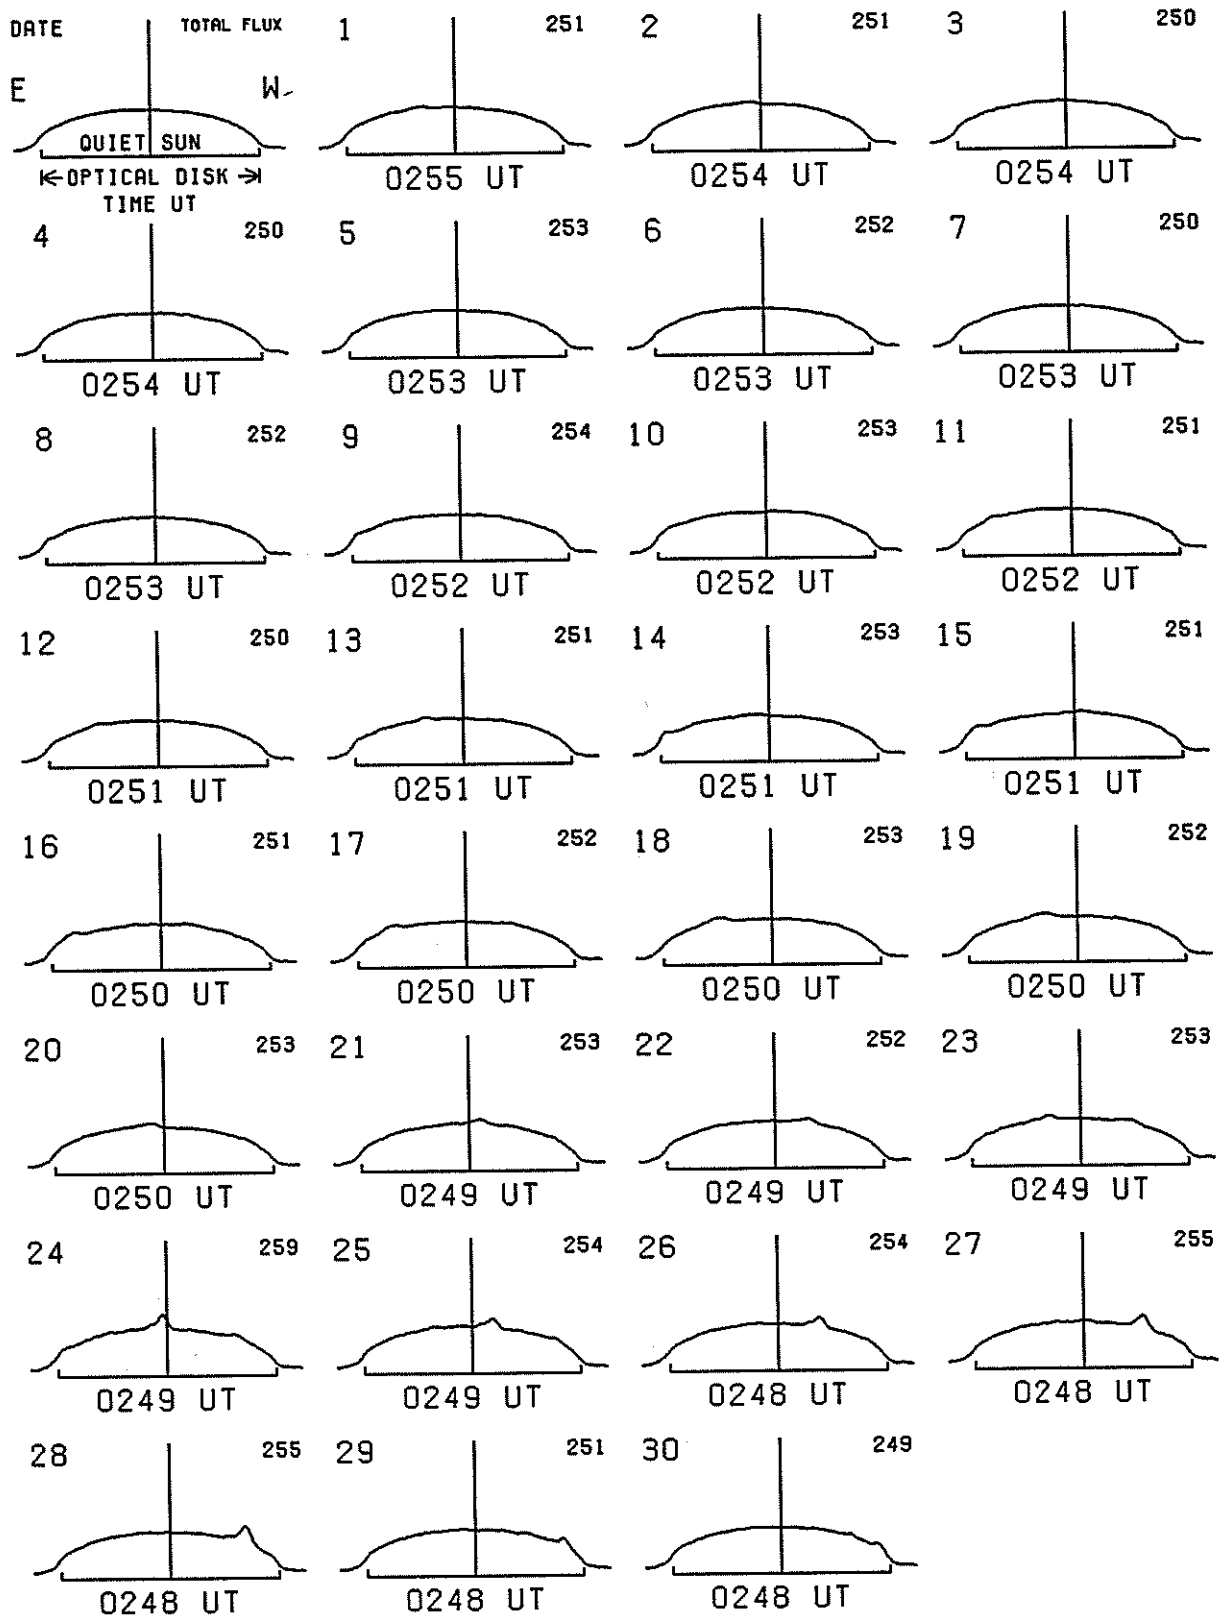 DATE TOTAL FLUX
E W
QUIET SUN
OPTICAL DISK
TIME UT
1 251
0255 UT
2 251
0254 UT
3 250
0254 UT
4 250
0254 UT
5 253
0253 UT
6 252
0253 UT
7 250
0253 UT
8 252
0253 UT
9 254
0252 UT
10 253
0252 UT
11 251
0252 UT
12 250
0251 UT
13 251
0251 UT
14 253
0251 UT
15 251
0251 UT
16 251
0250 UT
17 252
0250 UT
18 253
0250 UT
19 252
0250 UT
20 253
0250 UT
21 253
0249 UT
22 252
0249 UT
23 253
0249 UT
24 259
0249 UT
25 254
0249 UT
26 254
0248 UT
27 255
0248 UT
28 255
0248 UT
29 251
0248 UT
30 249
0248 UT